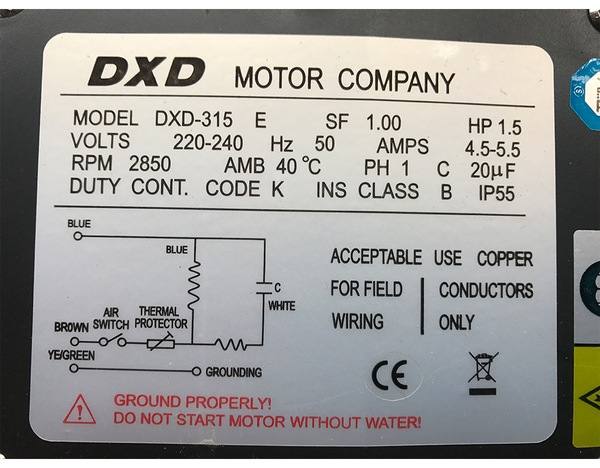 DXD MOTOR COMPANY
MODEL DXD-315 E SF 1.00 HP 1.5
VOLTS 220-240 Hz 50 AMPS 4.5-5.5
RPM 2850 AMB 40°C PH 1 C 20µF
DUTY CONT. CODE K INS CLASS B IP55
BLUE
BLUE
C
WHITE
BROWN
AIR SWITCH
THERMAL PROTECTOR
YE/GREEN
GROUNDING
ACCEPTABLE USE COPPER
FOR FIELD CONDUCTORS
WIRING ONLY
CE
GROUND PROPERLY!
DO NOT START MOTOR WITHOUT WATER!